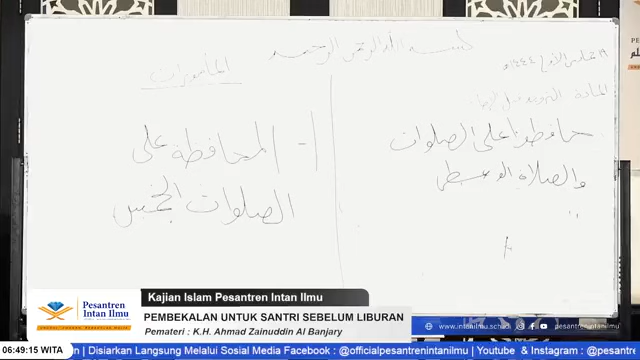 بسم الله الرحمن الرحيم
المأمورات
حافظوا على الصلوات
والصلاة الوسطى
١- المحافظة على
الصلوات الخمس
Pesantren
Intan Ilmu
Kajian Islam Pesantren Intan Ilmu
PEMBEKALAN UNTUK SANTRI SEBELUM LIBURAN
Pemateri : K.H. Ahmad Zainuddin Al Banjary
www.intanilmu.sch.id
pesantrenintanilmu
06:49:15 WITA
| Disiarkan Langsung Melalui Sosial Media Facebook : @officialpesantrenintanilmu | Youtube & Instagram : @pesantre